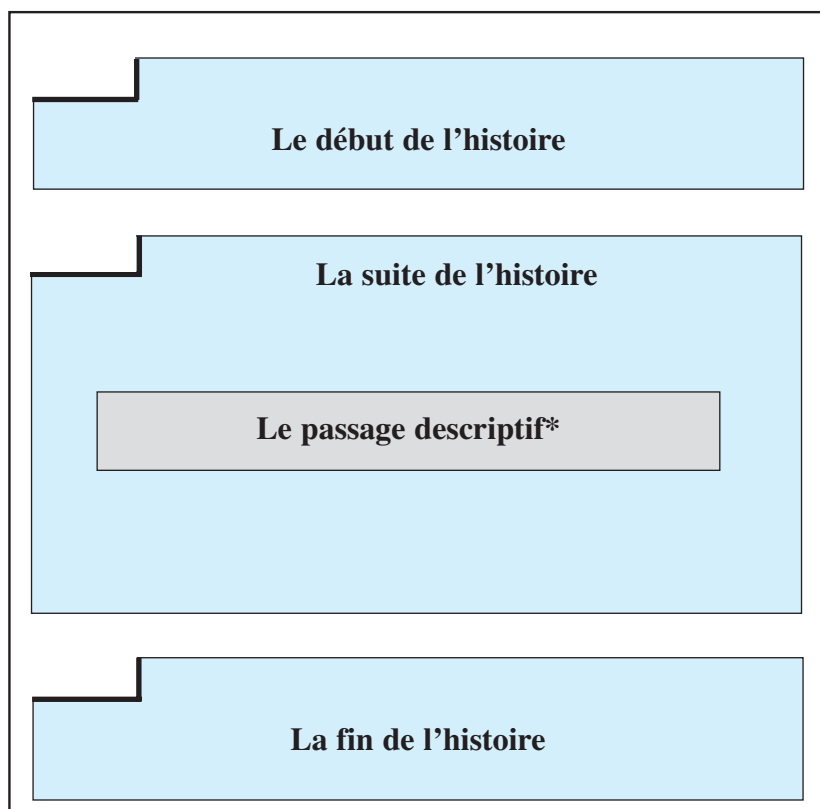 Le début de l’histoire
La suite de l’histoire
Le passage descriptif*
La fin de l’histoire